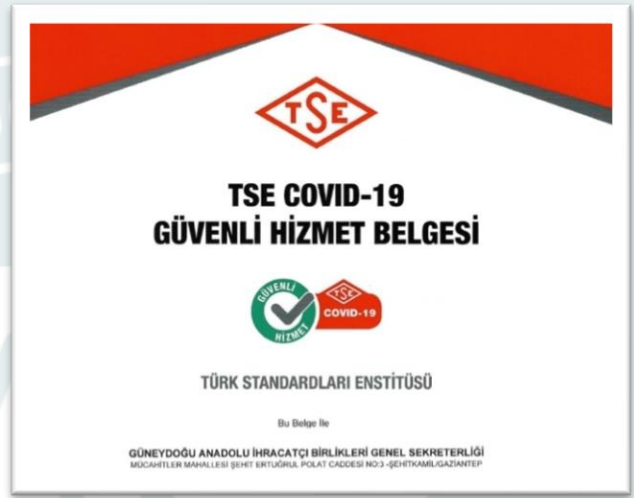 TSE
TSE COVID-19
GÜVENLİ HİZMET BELGESİ
GÜVENLİ
HİZMET
TSE
COVID-19
TÜRK STANDARDLARI ENSTİTÜSÜ
Bu Belge İle
GÜNEYDOĞU ANADOLU İHRACATÇI BİRLİKLERİ GENEL SEKRETERLİĞİ
MÜCAHİTLER MAHALLESİ ŞEHİT ERTUĞRUL POLAT CADDESİ NO:3 -ŞEHİTKAMİL/GAZİANTEP